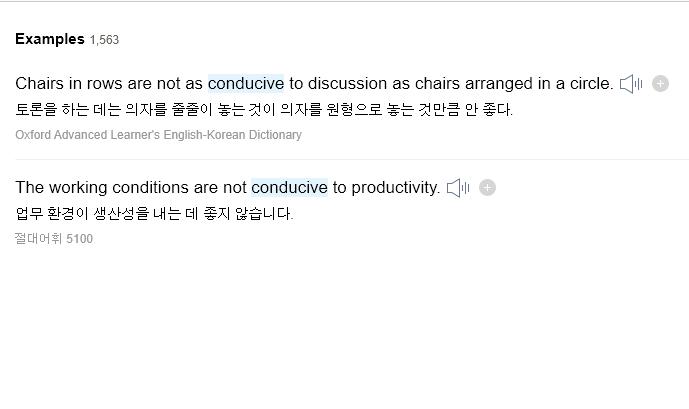 Examples 1,563
Chairs in rows are not as conducive to discussion as chairs arranged in a circle.
토론을 하는 데는 의자를 줄줄이 놓는 것이 의자를 원형으로 놓는 것만큼 안 좋다.
Oxford Advanced Learner's English-Korean Dictionary
The working conditions are not conducive to productivity.
업무 환경이 생산성을 내는 데 좋지 않습니다.
절대어휘 5100